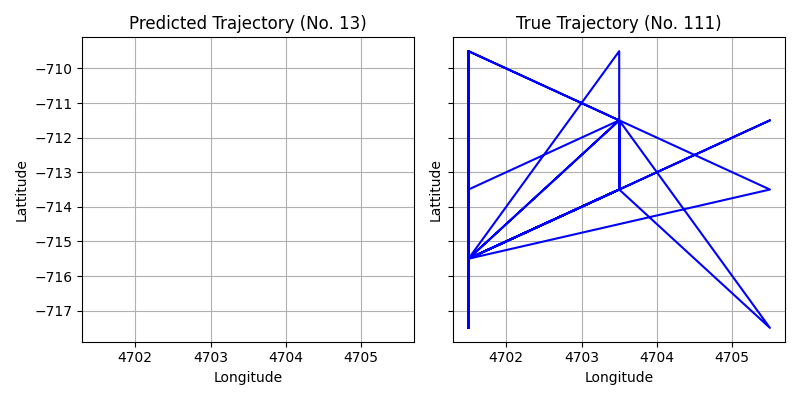 Predicted Trajectory (No. 13)
True Trajectory (No. 111)
−710
−711
−712
−713
−714
−715
−716
−717
Lattitude
Lattitude
4702 4703 4704 4705
4702 4703 4704 4705
Longitude
Longitude